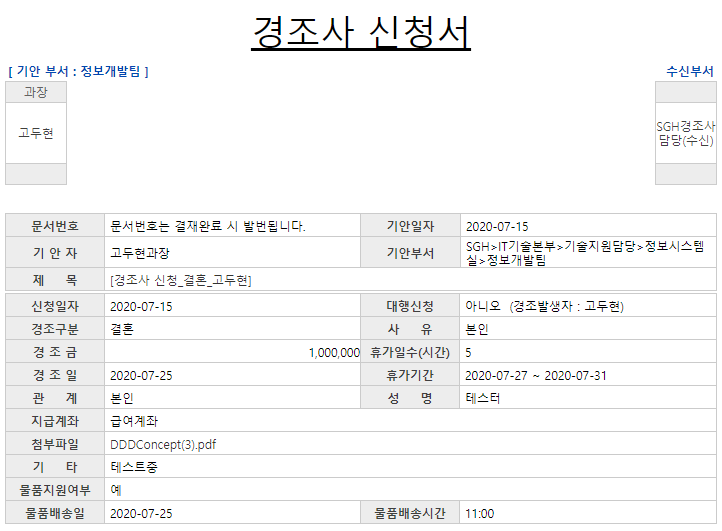 경조사 신청서
[ 기안 부서 : 정보개발팀 ] 수신부서
과장
고두현 SGH경조사
담당(수신)
문서번호 문서번호는 결재완료 시 발번됩니다. 기안일자 2020-07-15
기 안 자 고두현과장 기안부서 SGH>IT기술본부>기술지원담당>정보시스템
실>정보개발팀
제 목 [경조사 신청_결혼_고두현]
신청일자 2020-07-15 대행신청 아니오 (경조발생자 : 고두현)
경조구분 결혼 사 유 본인
경 조 금 1,000,000 휴가일수(시간) 5
경 조 일 2020-07-25 휴가기간 2020-07-27 ~ 2020-07-31
관 계 본인 성 명 테스터
지급계좌 급여계좌
첨부파일 DDDConcept(3).pdf
기 타 테스트중
물품지원여부 예
물품배송일 2020-07-25 물품배송시간 11:00